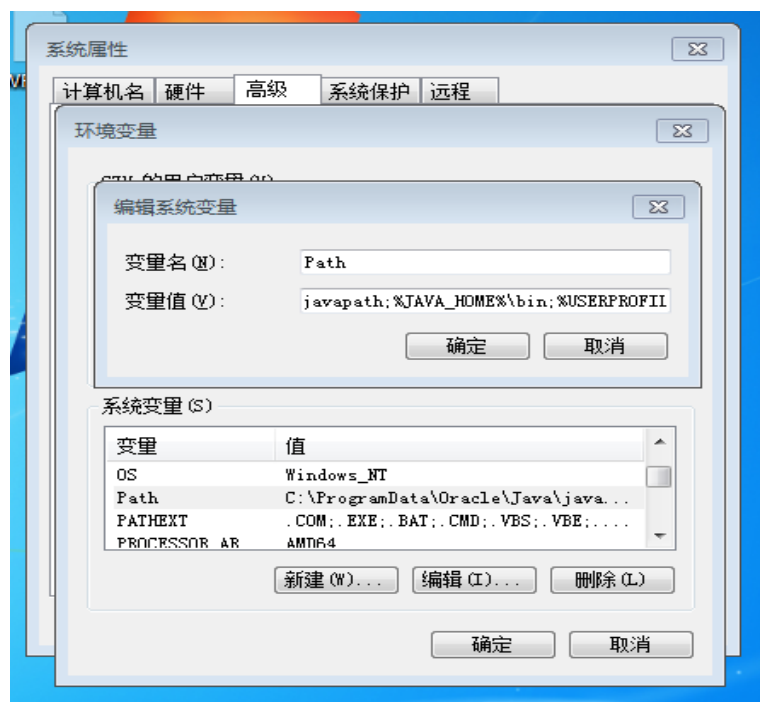 系统属性
计算机名 硬件 高级 系统保护 远程
环境变量
编辑系统变量
变量名(N): Path
变量值(V): javapath;%JAVA_HOME%\bin;%USERPROFIL
确定 取消
系统变量(S)
变量 值
OS Windows_NT
Path C:\ProgramData\Oracle\Java\java...
PATHEXT .COM;.EXE;.BAT;.CMD;.VBS;.VBE;....
PROCESSOR_AR AMD64
新建(W)... 编辑(I)... 删除(L)
确定 取消